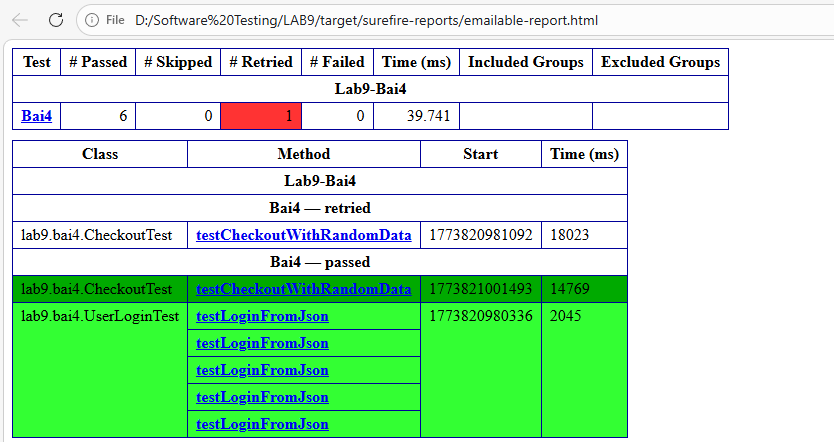 File D:/Software%20Testing/LAB9/target/surefire-reports/emailable-report.html
Test # Passed # Skipped # Retried # Failed Time (ms) Included Groups Excluded Groups
Lab9-Bai4
Bai4 6 0 1 0 39.741
Class Method Start Time (ms)
Lab9-Bai4
Bai4 — retried
lab9.bai4.CheckoutTest testCheckoutWithRandomData 1773820981092 18023
Bai4 — passed
lab9.bai4.CheckoutTest testCheckoutWithRandomData 1773821001493 14769
lab9.bai4.UserLoginTest testLoginFromJson 1773820980336 2045
testLoginFromJson
testLoginFromJson
testLoginFromJson
testLoginFromJson